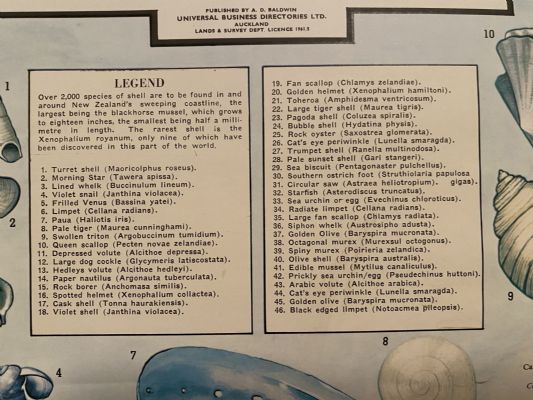 PUBLISHED BY A. D. BALDWIN
UNIVERSAL BUSINESS DIRECTORIES LTD.
AUCKLAND
LANDS & SURVEY DEPT. LICENCE 1961.5
LEGEND
Over 2,000 species of shell are to be found in and
around New Zealand's sweeping coastline, the
largest being the blackhorse mussel, which grows
to eighteen inches, the smallest being half a milli-
metre in length. The rarest shell is the
Xenophalium royanum, only nine of which have
been discovered in this part of the world.
1. Turret shell (Maoricolpus roseus).
2. Morning Star (Tawera spissa).
3. Lined whelk (Buccinulum lineum).
4. Violet snail (Janthina violacea).
5. Frilled Venus (Bassina yatei).
6. Limpet (Cellana radians).
7. Paua (Haliotis iris).
8. Pale tiger (Maurea cunninghami).
9. Swollen triton (Argobuccinum tumidium).
10. Queen scallop (Pecten novae zelandiae).
11. Depressed volute (Alcithoe depressa).
12. Large dog cockle (Glycymeris latiscostata).
13. Hedleys volute (Alcithoe hedleyi).
14. Paper nautilus (Argonauta tuberculata).
15. Rock borer (Anchomasa similis).
16. Spotted helmet (Xenophalium collactea).
17. Cask shell (Tonna haurakiensis).
18. Violet shell (Janthina violacea).
19. Fan scallop (Chlamys zelandiae).
20. Golden helmet (Xenophalium hamiltoni).
21. Toheroa (Amphidesma ventricosum).
22. Large tiger shell (Maurea tigris).
23. Pagoda shell (Coluzea spiralis).
24. Bubble shell (Hydatina physis).
25. Rock oyster (Saxostrea glomerata).
26. Cat's eye periwinkle (Lunella smaragda).
27. Trumpet shell (Ranella multinodosa).
28. Pale sunset shell (Gari stangeri).
29. Sea biscuit (Pentagonaster pulchellus).
30. Southern ostrich foot (Struthiolaria papulosa
31. Circular saw (Astraea heliotropium). gigas).
32. Starfish (Asterodiscus truncatus).
33. Sea urchin or egg (Evechinus chloroticus).
34. Radiate limpet (Cellana radians).
35. Large fan scallop (Chlamys radiata).
36. Siphon whelk (Austrosipho adusta).
37. Golden Olive (Baryspira mucronata).
38. Octagonal murex (Murexsul octogonus).
39. Spiny murex (Poirieria zelandica).
40. Olive shell (Baryspira australis).
41. Edible mussel (Mytilus canaliculus).
42. Prickly sea urchin/egg (Pseudechinus huttoni).
43. Arabic volute (Alcithoe arabica).
44. Cat's eye periwinkle (Lunella smaragda).
45. Golden olive (Baryspira mucronata).
46. Black edged limpet (Notoacmea pileopsis).
1
2
4
7
8
9
10